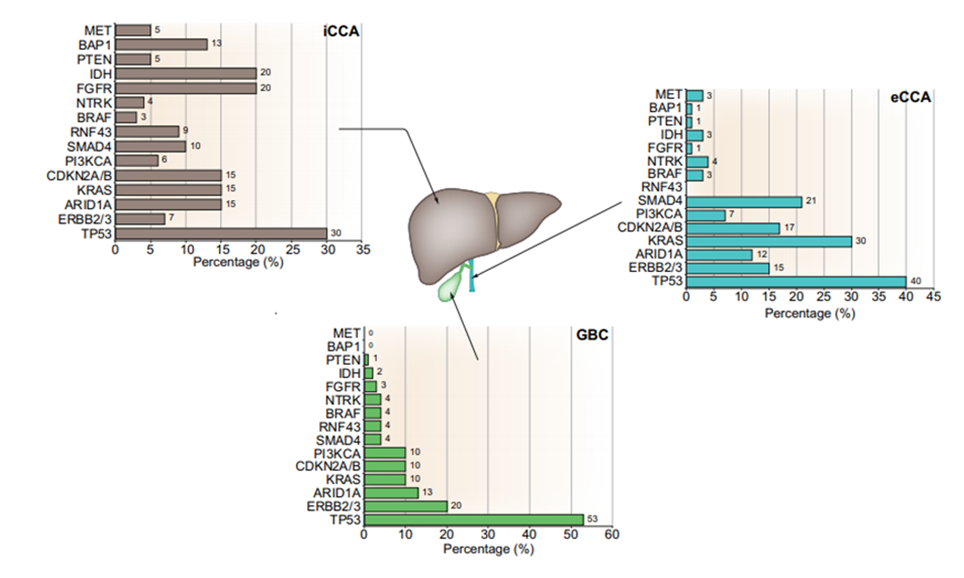 iCCA
MET 5
BAP1 13
PTEN 5
IDH 20
FGFR 20
NTRK 4
BRAF 3
RNF43 9
SMAD4 10
PI3KCA 6
CDKN2A/B 15
KRAS 15
ARID1A 15
ERBB2/3 7
TP53 30
0 5 10 15 20 25 30 35
Percentage (%)
eCCA
MET 3
BAP1 1
PTEN 1
IDH 3
FGFR 1
NTRK 4
BRAF 3
RNF43
SMAD4 21
PI3KCA 7
CDKN2A/B 17
KRAS 30
ARID1A 12
ERBB2/3 15
TP53 40
0 5 10 15 20 25 30 35 40 45
Percentage (%)
GBC
MET 0
BAP1 0
PTEN 1
IDH 2
FGFR 3
NTRK 4
BRAF 4
RNF43 4
SMAD4 4
PI3KCA 10
CDKN2A/B 10
KRAS 10
ARID1A 13
ERBB2/3 20
TP53 53
0 10 20 30 40 50 60
Percentage (%)